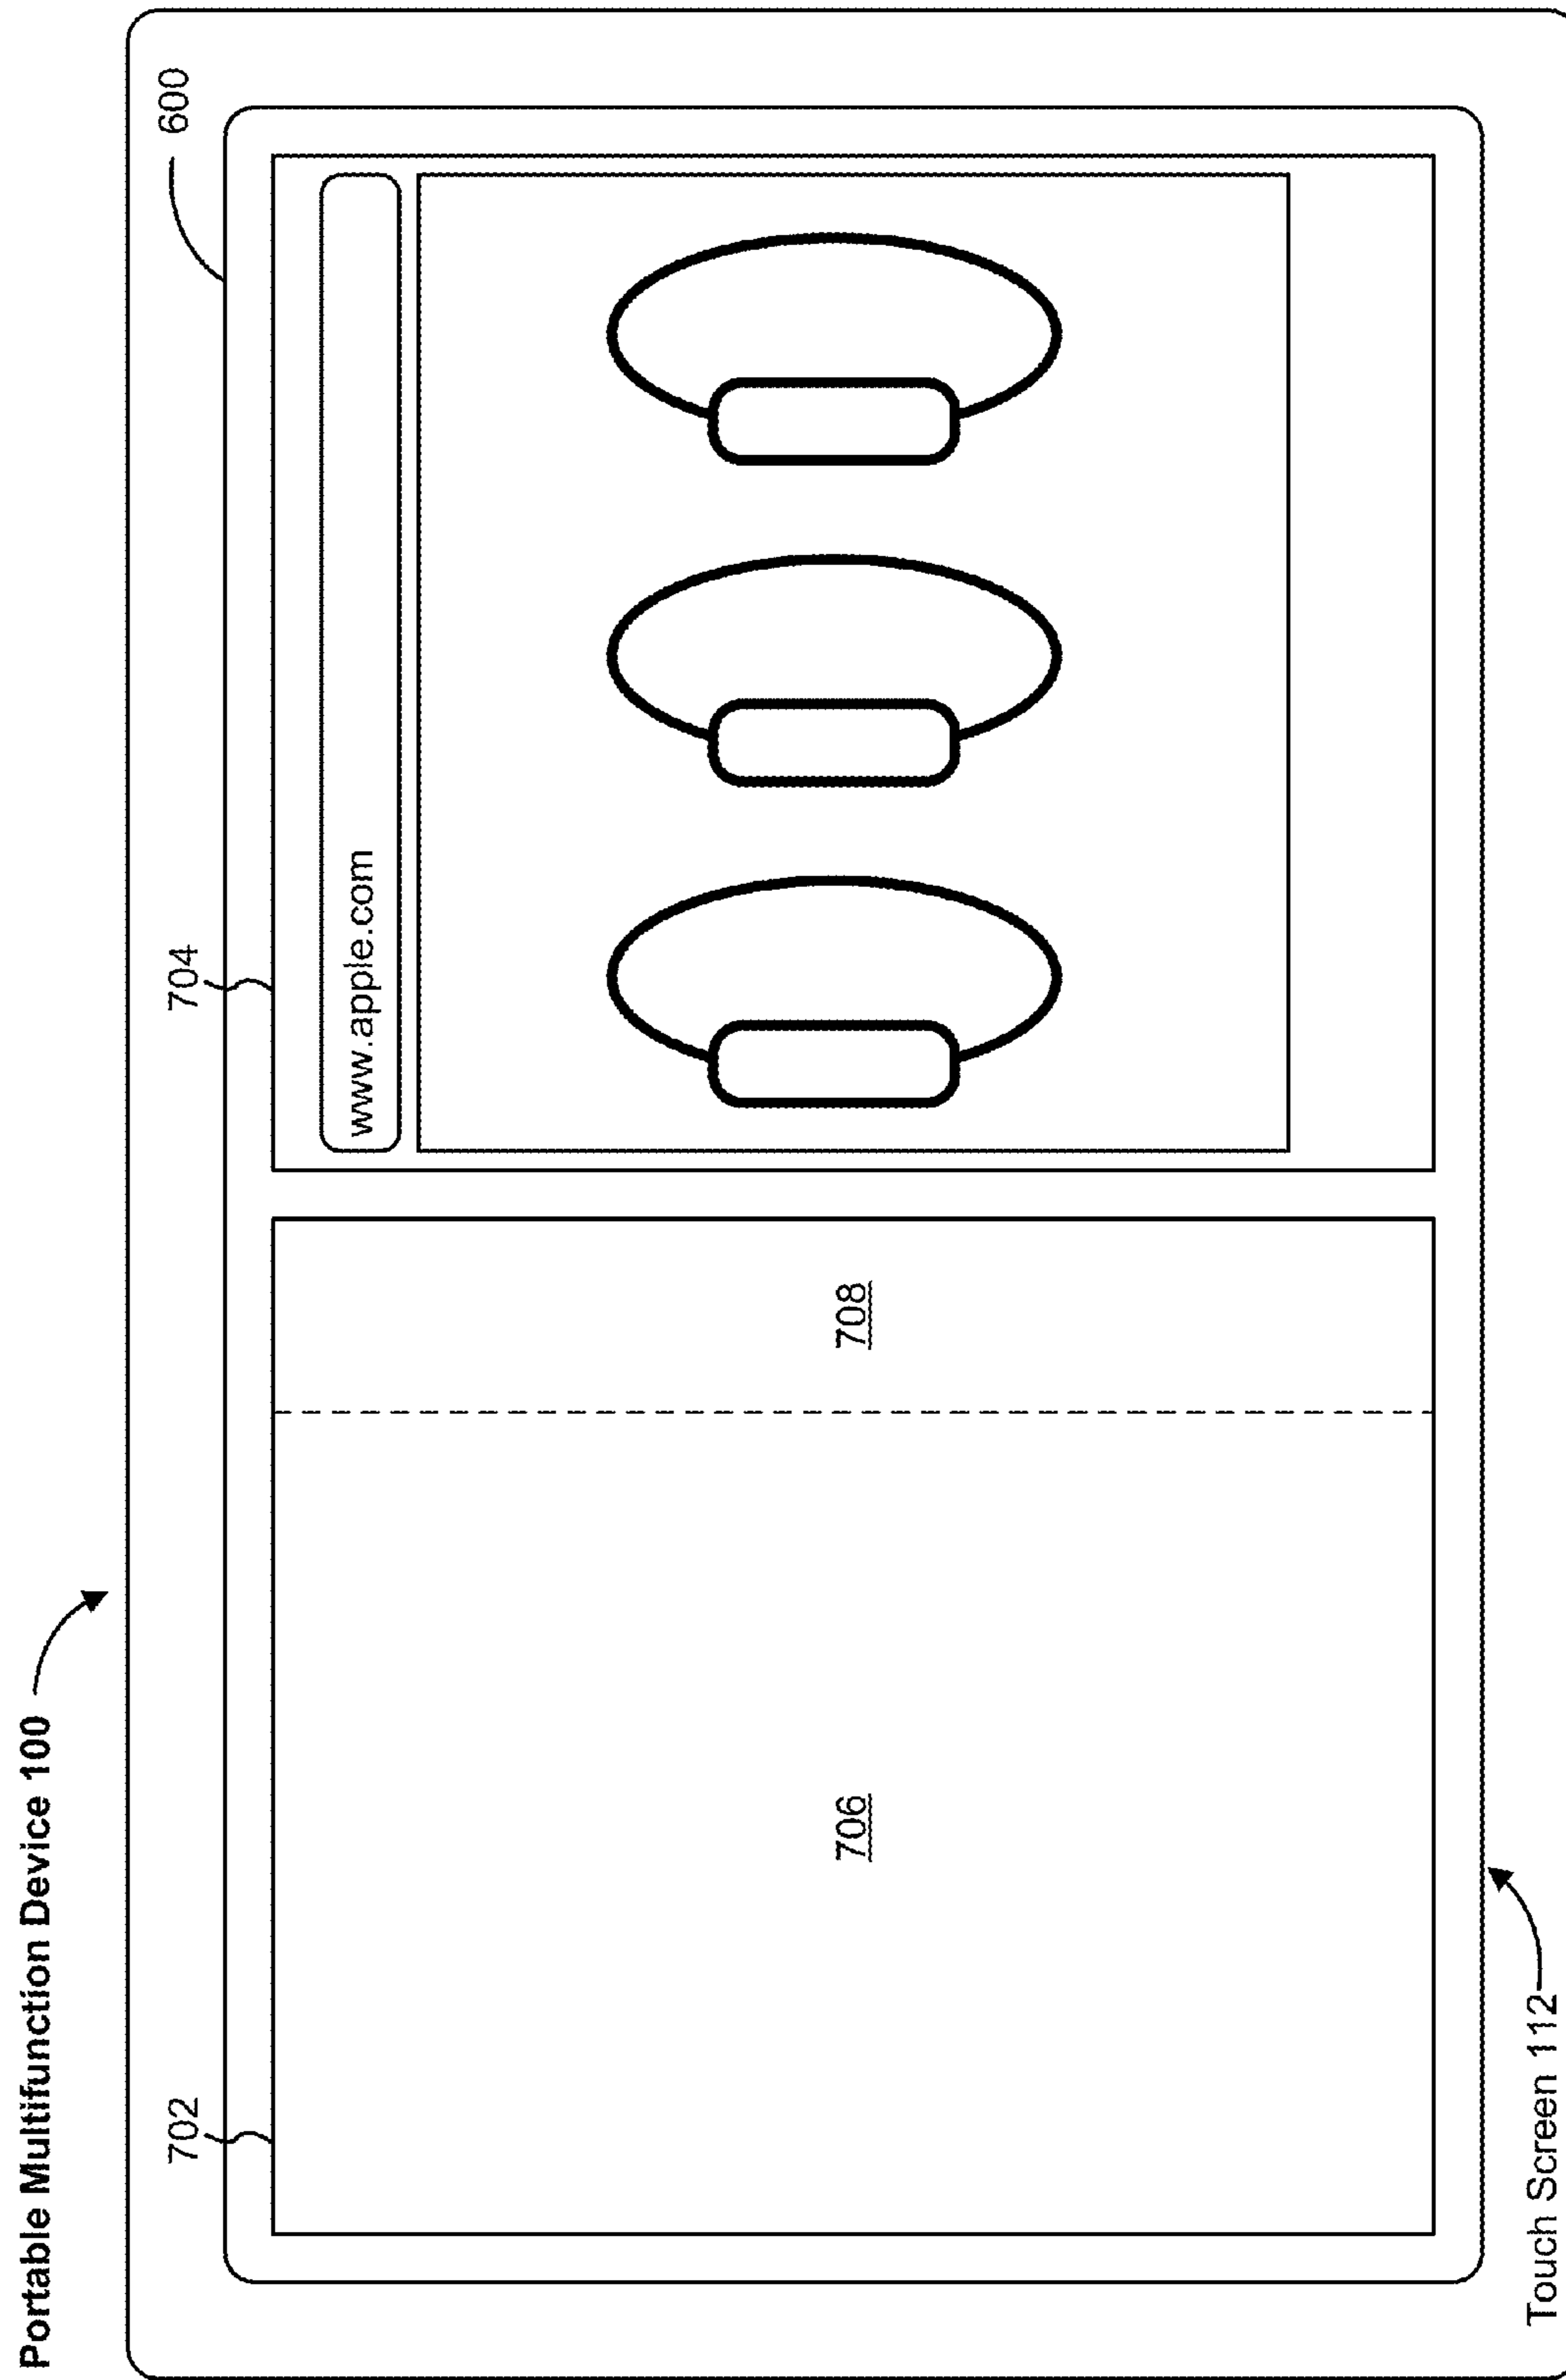 Portable Multifunction Device 100
600
702
704
www.apple.com
706
708
Touch Screen 112